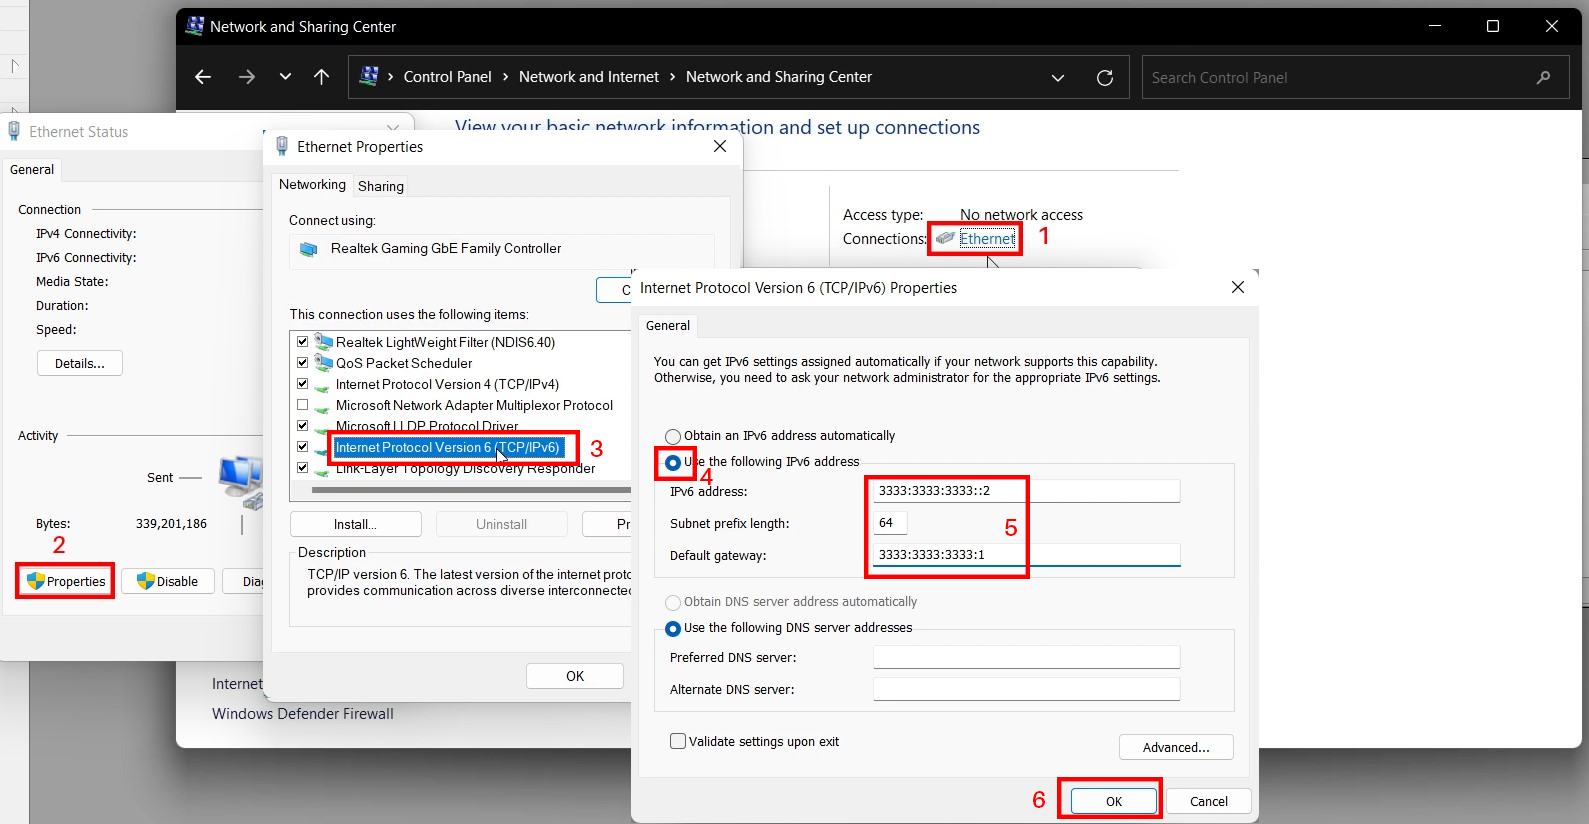 Network and Sharing Center
Control Panel › Network and Internet › Network and Sharing Center
Search Control Panel
View your basic network information and set up connections
Access type: No network access
Connections: Ethernet 1
Internet
Windows Defender Firewall
Ethernet Status
General
Connection
IPv4 Connectivity:
IPv6 Connectivity:
Media State:
Duration:
Speed:
Details...
Activity
Sent
Bytes: 339,201,186
2
Properties
Disable
Ethernet Properties
Networking
Sharing
Connect using:
Realtek Gaming GbE Family Controller
This connection uses the following items:
Realtek LightWeight Filter (NDIS6.40)
QoS Packet Scheduler
Internet Protocol Version 4 (TCP/IPv4)
Microsoft Network Adapter Multiplexor Protocol
Microsoft LLDP Protocol Driver
Internet Protocol Version 6 (TCP/IPv6) 3
Link-Layer Topology Discovery Responder
Install...
Uninstall
Pr
Description
TCP/IP version 6. The latest version of the internet proto
provides communication across diverse interconnected
OK
Internet Protocol Version 6 (TCP/IPv6) Properties
General
You can get IPv6 settings assigned automatically if your network supports this capability.
Otherwise, you need to ask your network administrator for the appropriate IPv6 settings.
Obtain an IPv6 address automatically
Use the following IPv6 address
4
IPv6 address: 3333:3333:3333::2
Subnet prefix length: 64 5
Default gateway: 3333:3333:3333:1
Obtain DNS server address automatically
Use the following DNS server addresses
Preferred DNS server:
Alternate DNS server:
Validate settings upon exit
Advanced...
6 OK
Cancel